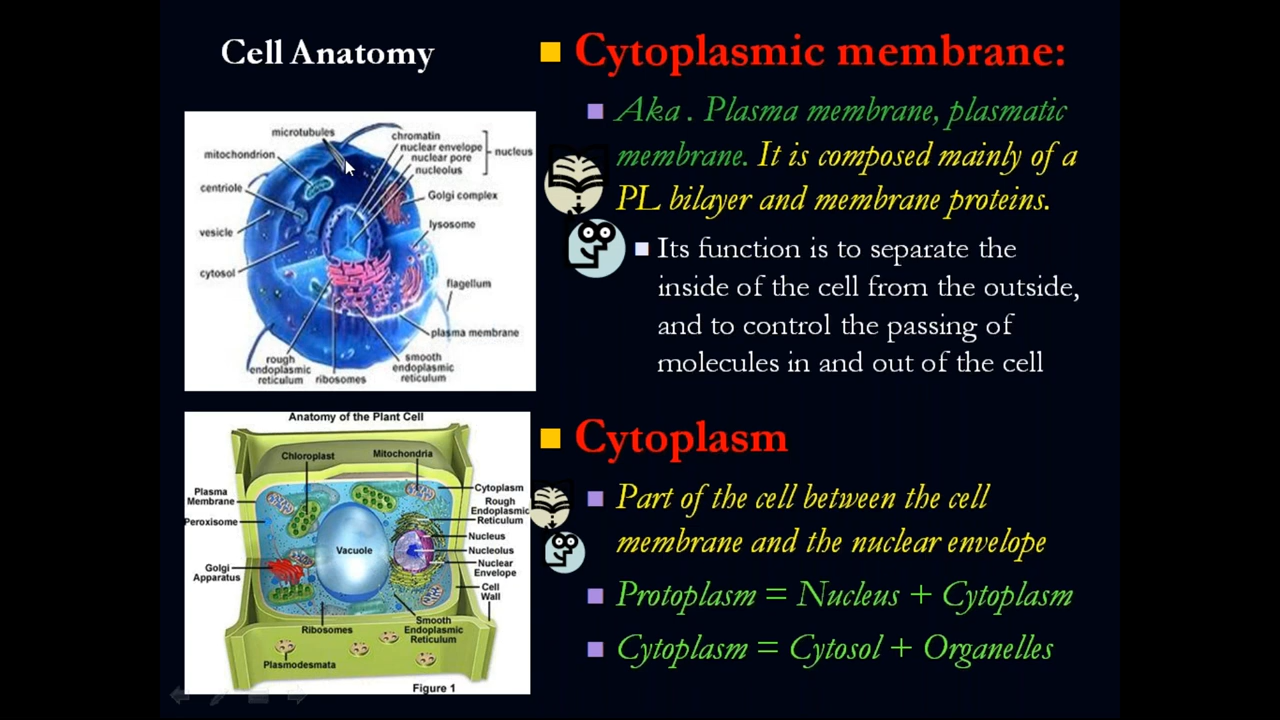 Cell Anatomy
Cytoplasmic membrane:
Aka . Plasma membrane, plasmatic
membrane. It is composed mainly of a
PL bilayer and membrane proteins.
Its function is to separate the
inside of the cell from the outside,
and to control the passing of
molecules in and out of the cell
Cytoplasm
Part of the cell between the cell
membrane and the nuclear envelope
Protoplasm = Nucleus + Cytoplasm
Cytoplasm = Cytosol + Organelles
microtubules
mitochondrion
centriole
vesicle
cytosol
rough
endoplasmic
reticulum
ribosomes
smooth
endoplasmic
reticulum
chromatin
nuclear envelope
nuclear pore
nucleolus
nucleus
Golgi complex
lysosome
flagellum
plasma membrane
Anatomy of the Plant Cell
Chloroplast
Mitochondria
Plasma
Membrane
Peroxisome
Golgi
Apparatus
Vacuole
Cytoplasm
Rough
Endoplasmic
Reticulum
Nucleus
Nucleolus
Nuclear
Envelope
Cell
Wall
Ribosomes
Smooth
Endoplasmic
Reticulum
Plasmodesmata
Figure 1